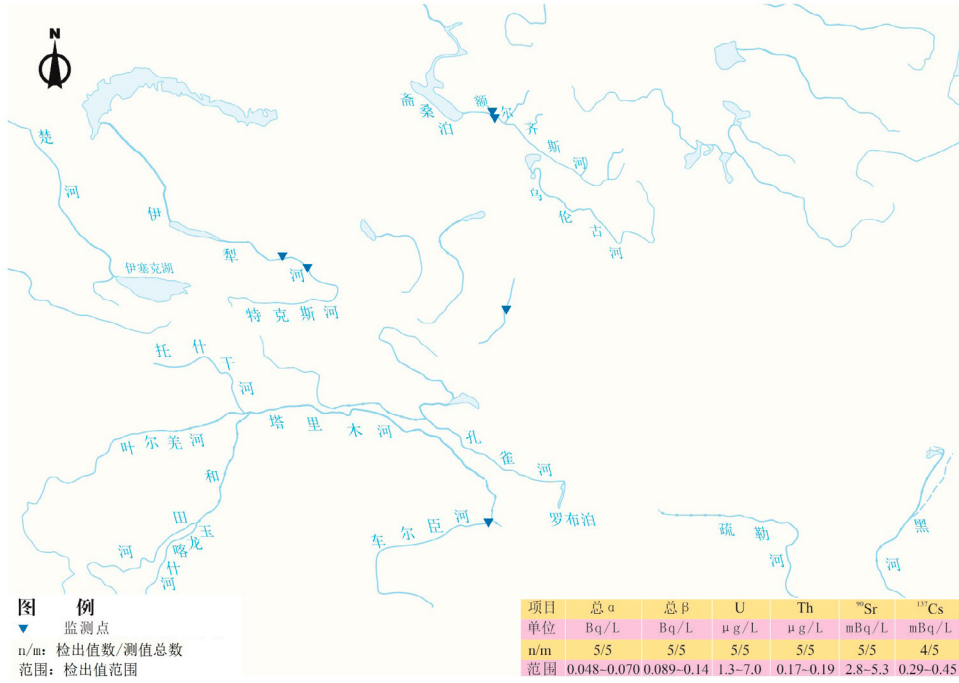 N
斋桑泊
额尔齐斯河
乌伦古河
楚河
伊犁河
伊塞克湖
特克斯河
托什干河
塔里木河
叶尔羌河
孔雀河
和田河
玉龙喀什河
罗布泊
车尔臣河
疏勒河
黑河
图 例
监测点
n/m：检出值数/测值总数
范围：检出值范围
项目 总α 总β U Th ⁹⁰Sr ¹³⁷Cs
单位 Bq/L Bq/L μg/L μg/L mBq/L mBq/L
n/m 5/5 5/5 5/5 5/5 5/5 4/5
范围 0.048~0.070 0.089~0.14 1.3~7.0 0.17~0.19 2.8~5.3 0.29~0.45